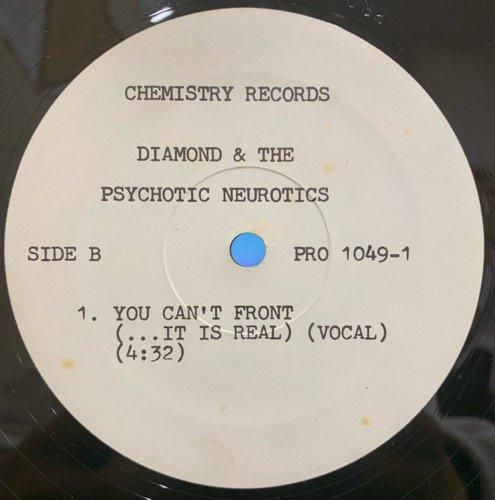 CHEMISTRY RECORDS
DIAMOND & THE
PSYCHOTIC NEUROTICS
SIDE B PRO 1049-1
1. YOU CAN'T FRONT
(...IT IS REAL) (VOCAL)
(4:32)